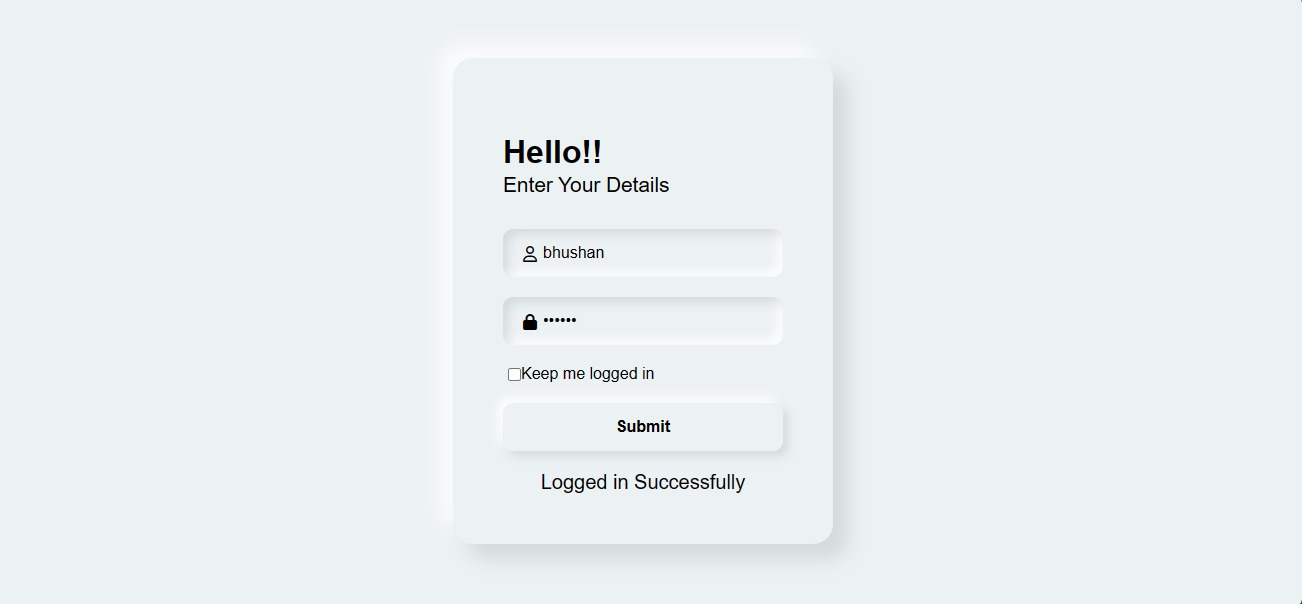 Hello!!
Enter Your Details
bhushan
••••••
Keep me logged in
Submit
Logged in Successfully